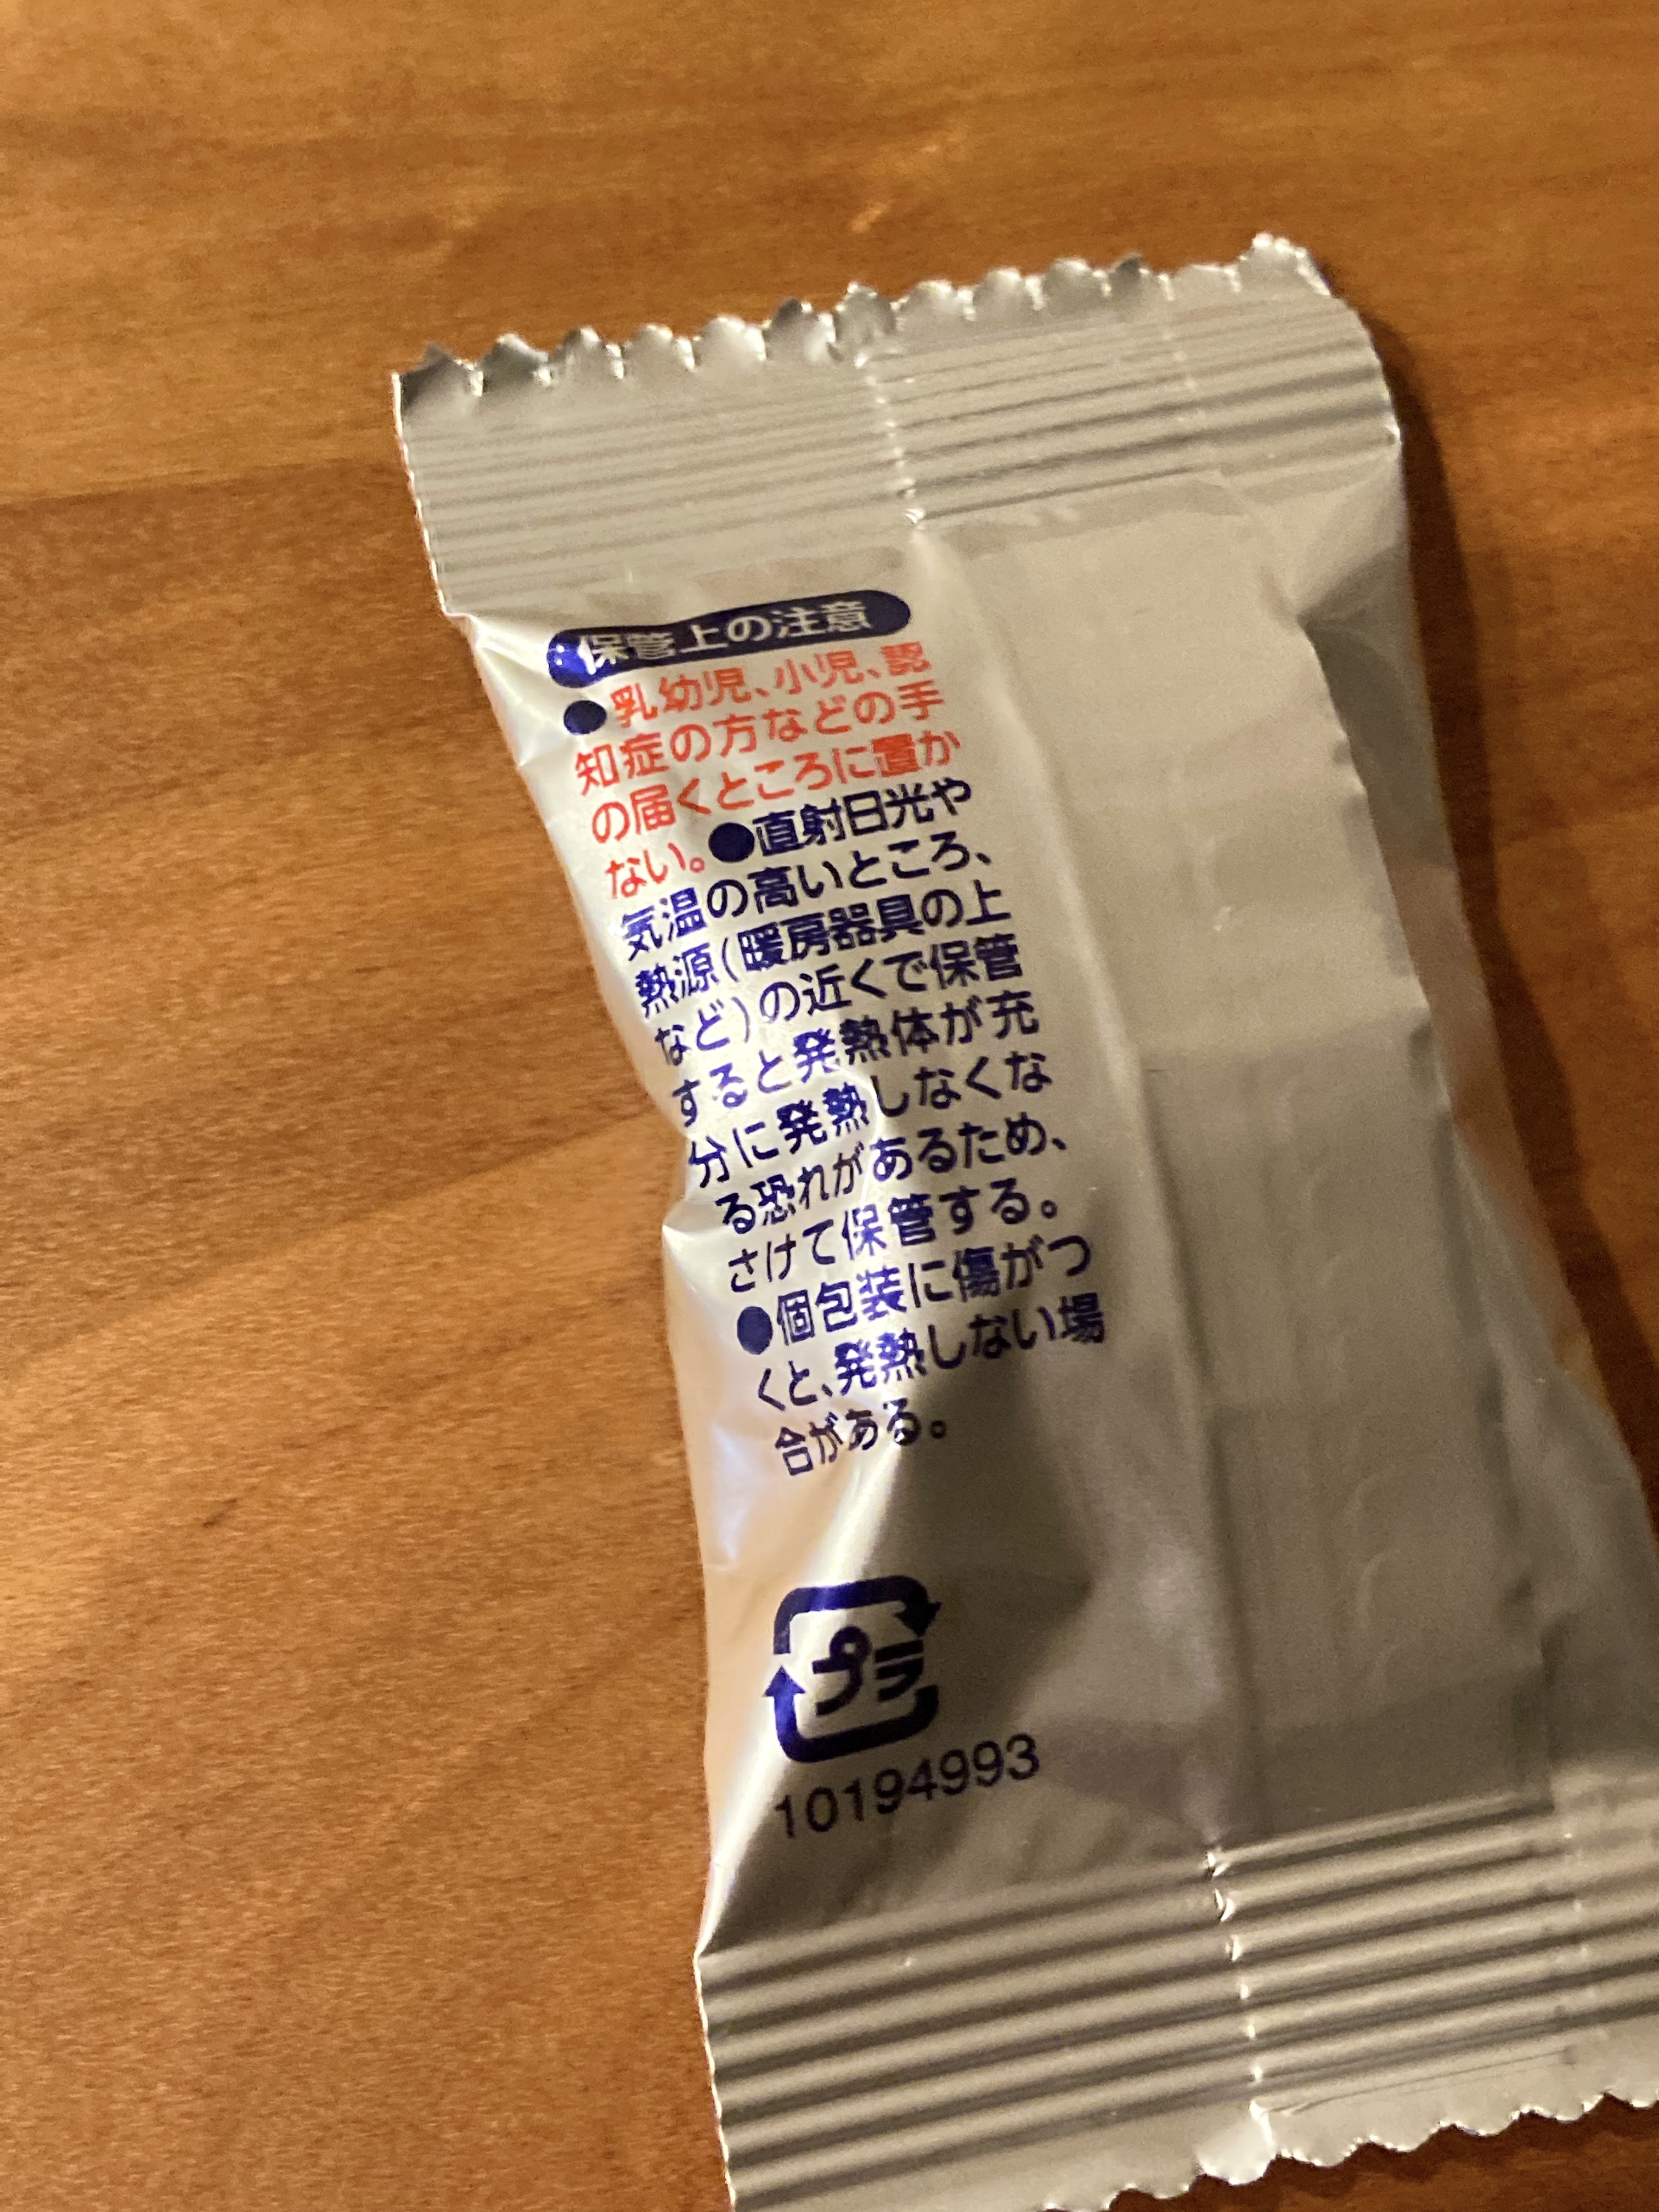 保管上の注意
●乳幼児、小児、認
知症の方などの手
の届くところに置か
ない。●直射日光や
気温の高いところ、
熱源(暖房器具の上
など)の近くで保管
すると発熱体が充
分に発熱しなくな
る恐れがあるため、
さけて保管する。
●個包装に傷がつ
くと、発熱しない場
合がある。
プラ
10194993